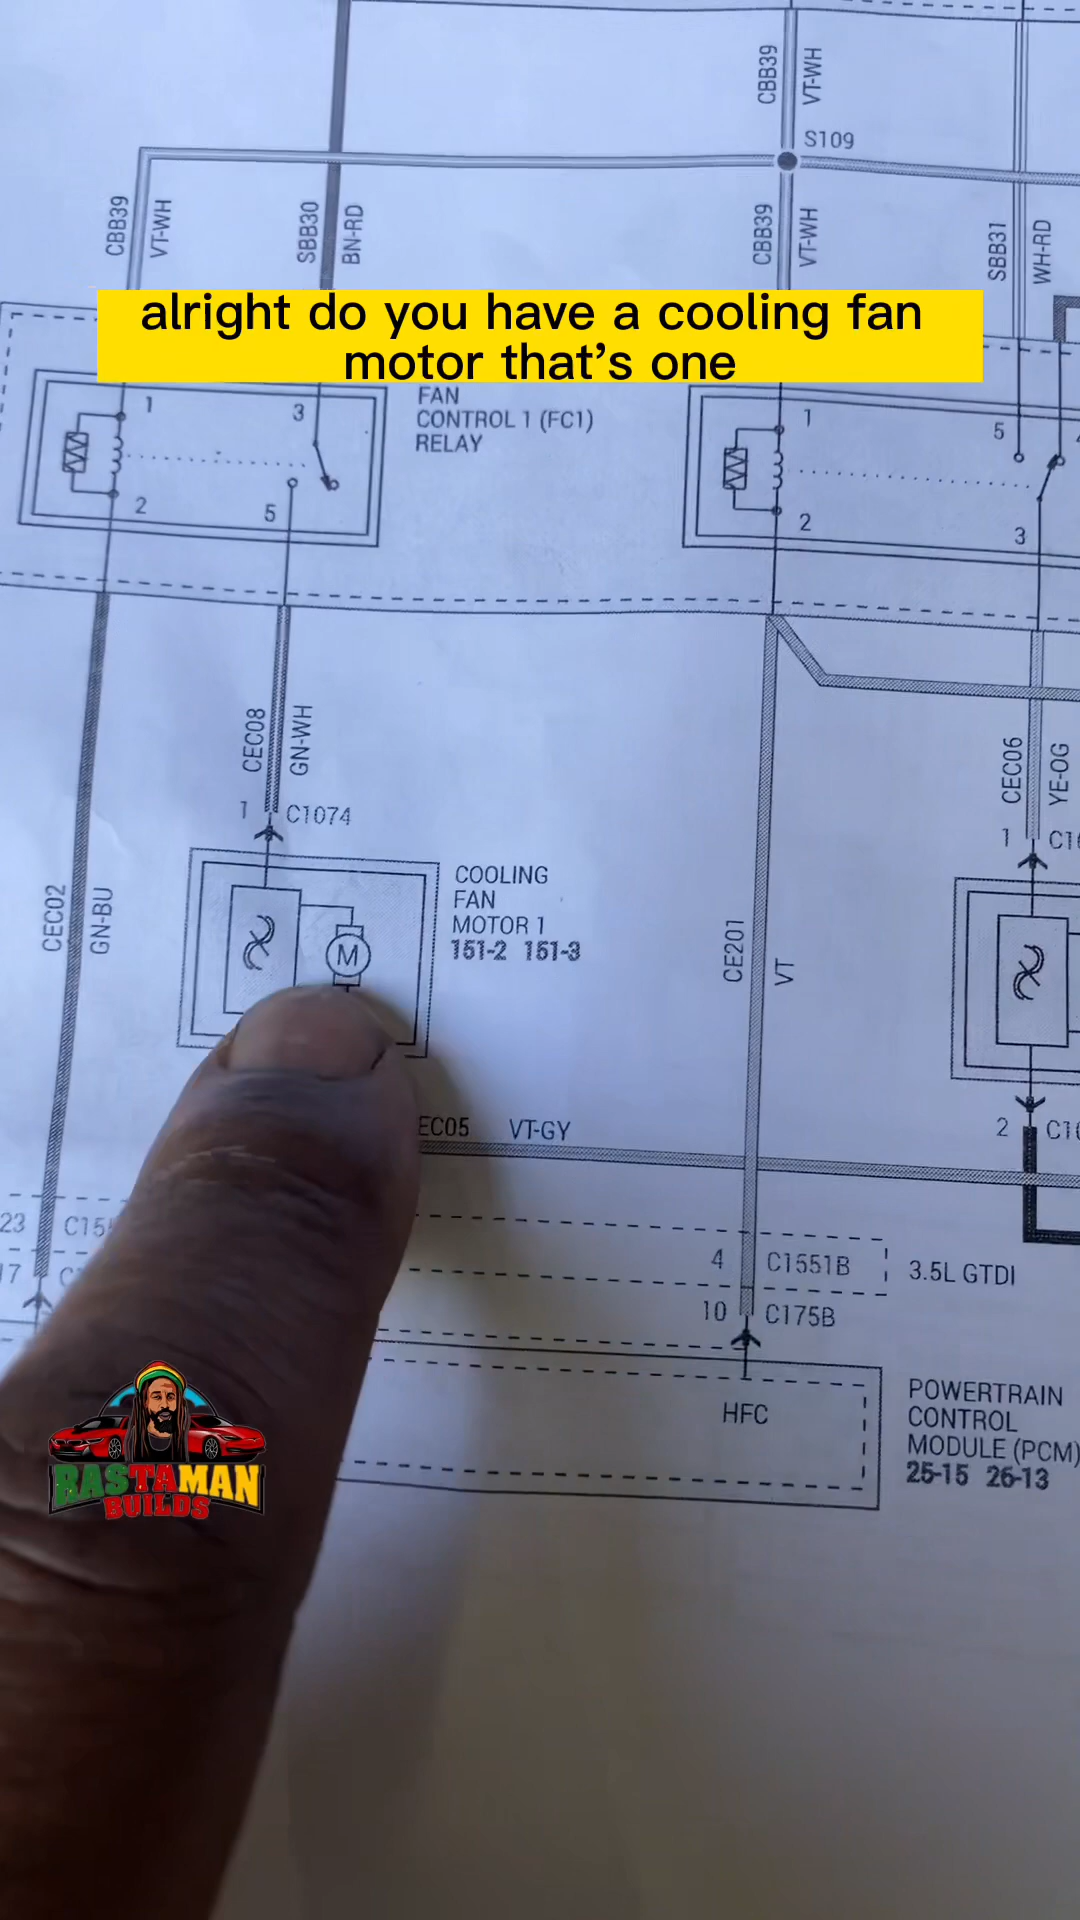 CBB39
VT-WH
S109
CBB39
VT-WH
SBB30
BN-RD
CBB39
VT-WH
SBB31
WH-RD
alright do you have a cooling fan
motor that's one
FAN
CONTROL 1 (FC1)
RELAY
1
3
2
5
1
5
2
3
CEC08
GN-WH
1
C1074
CEC06
YE-OG
1
COOLING
FAN
MOTOR 1
151-2 151-3
M
CEC02
GN-BU
CE201
VT
2
EC05
VT-GY
23
4
C1551B
3.5L GTDI
10
C175B
HFC
POWERTRAIN
CONTROL
MODULE (PCM)
25-15 26-13
RASTAMAN
BUILDS